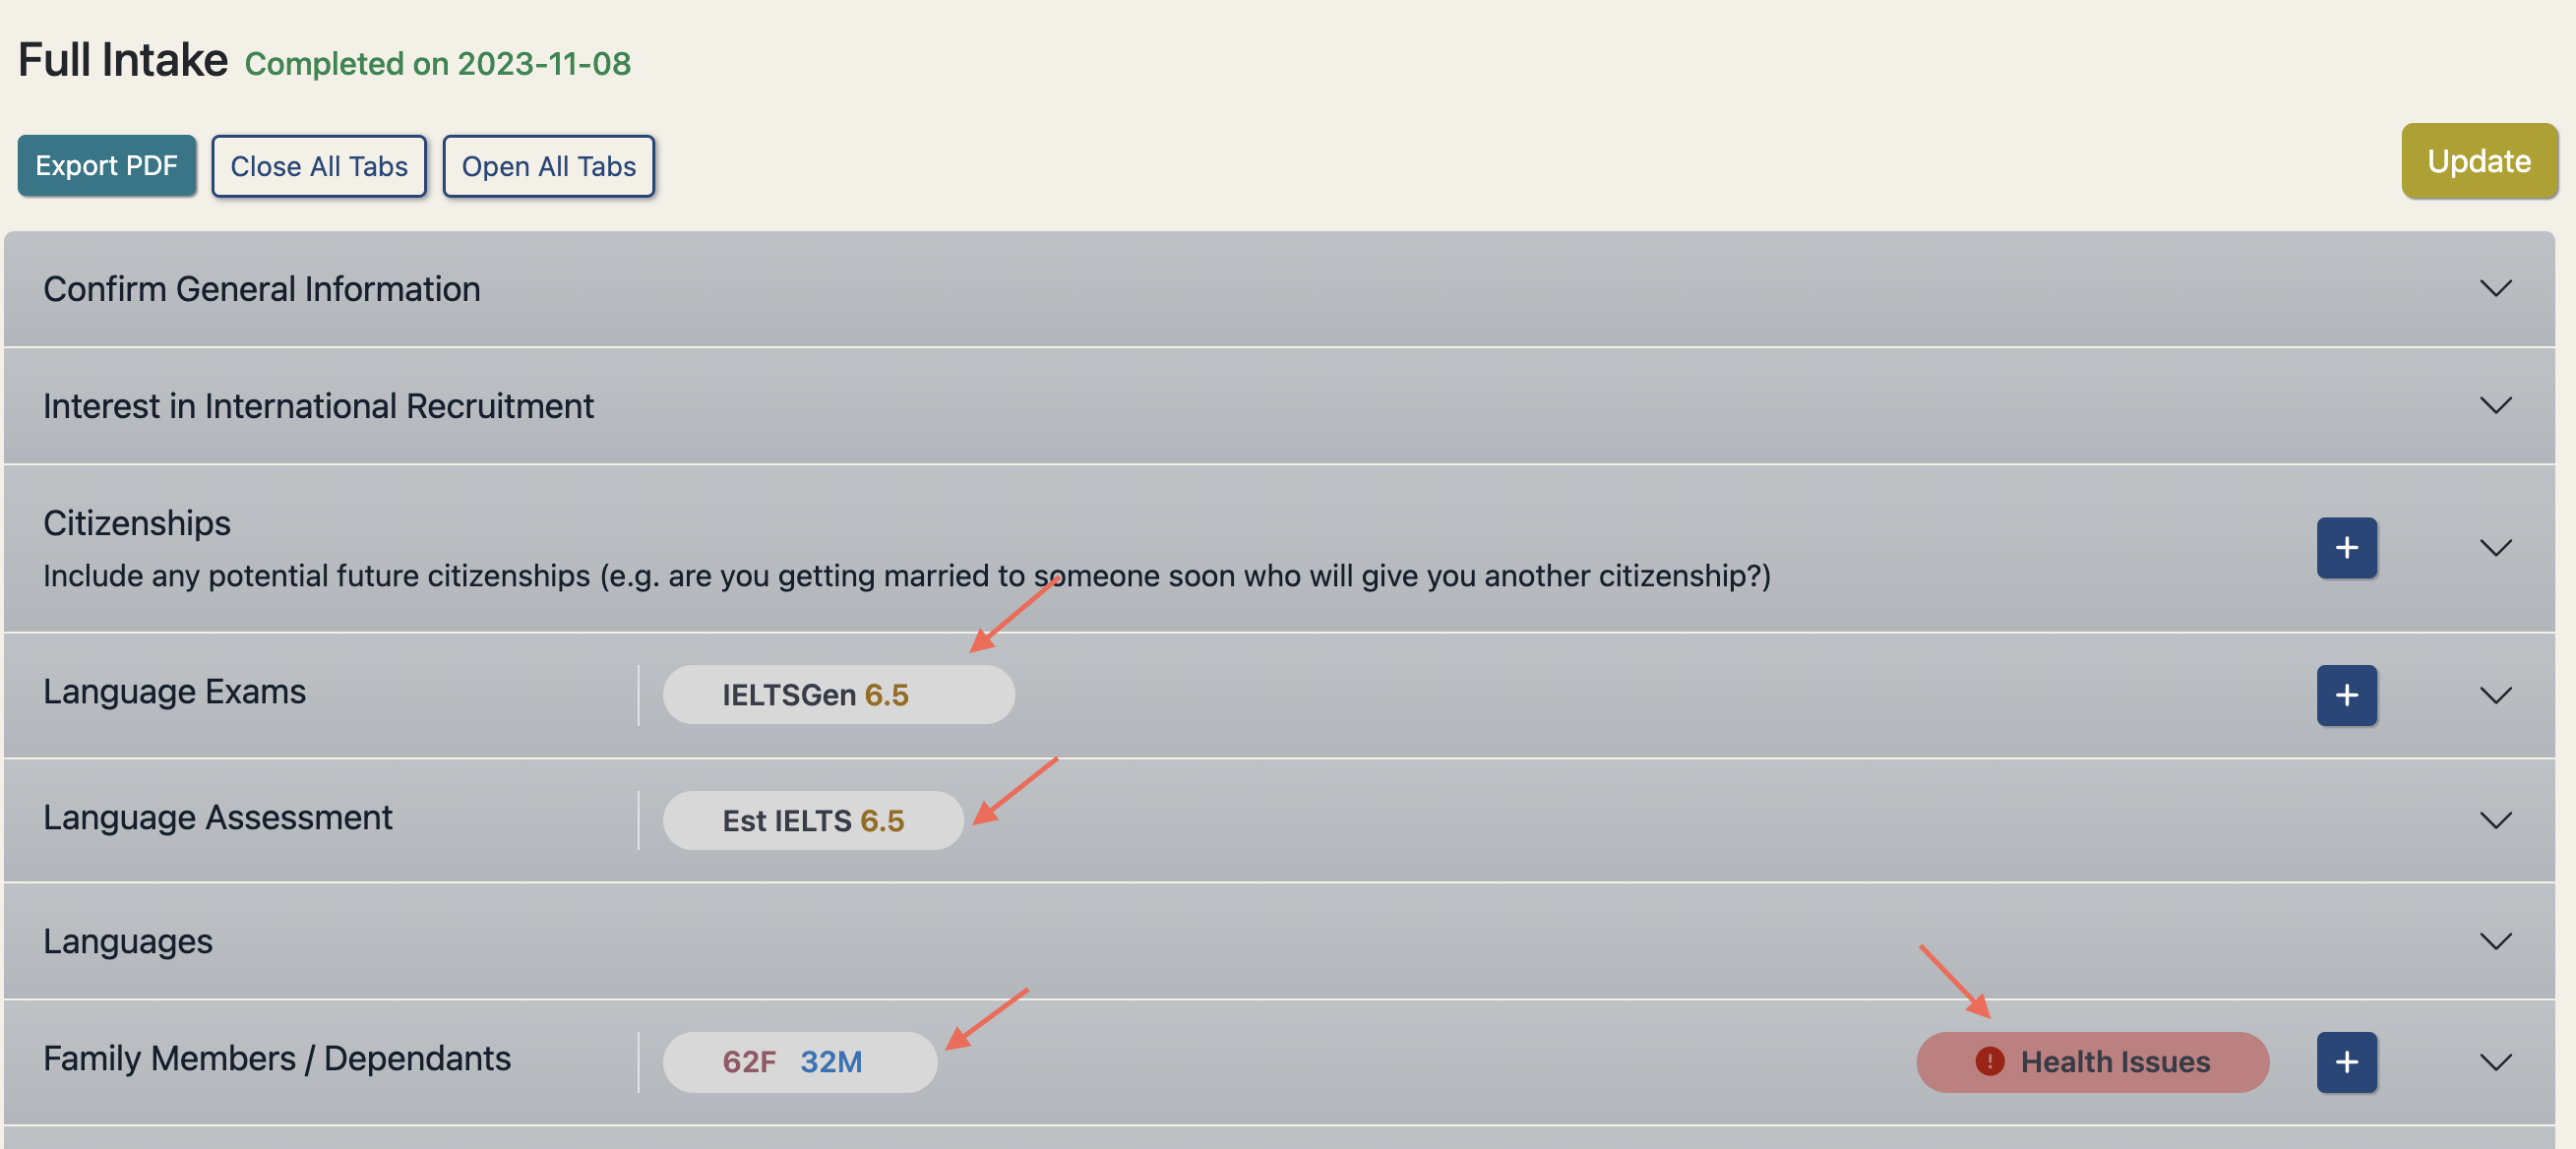 Full Intake Completed on 2023-11-08
Export PDF Close All Tabs Open All Tabs Update
Confirm General Information
Interest in International Recruitment
Citizenships
Include any potential future citizenships (e.g. are you getting married to someone soon who will give you another citizenship?)
Language Exams IELTSGen 6.5
Language Assessment Est IELTS 6.5
Languages
Family Members / Dependants 62F 32M Health Issues